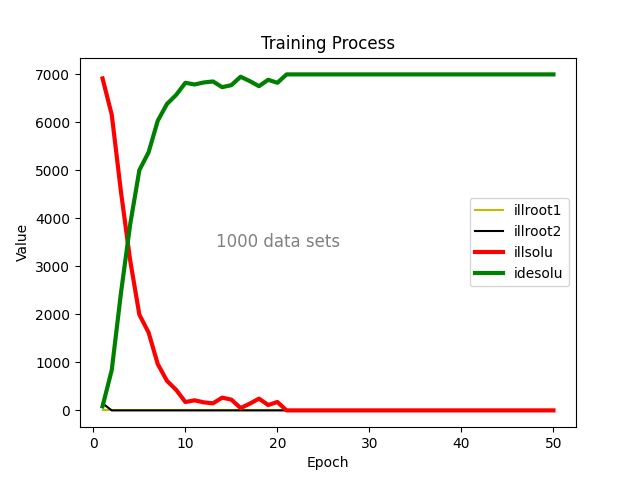 Training Process
Value
7000
6000
5000
4000
3000
2000
1000
0
1000 data sets
illroot1
illroot2
illsolu
idesolu
0 10 20 30 40 50
Epoch